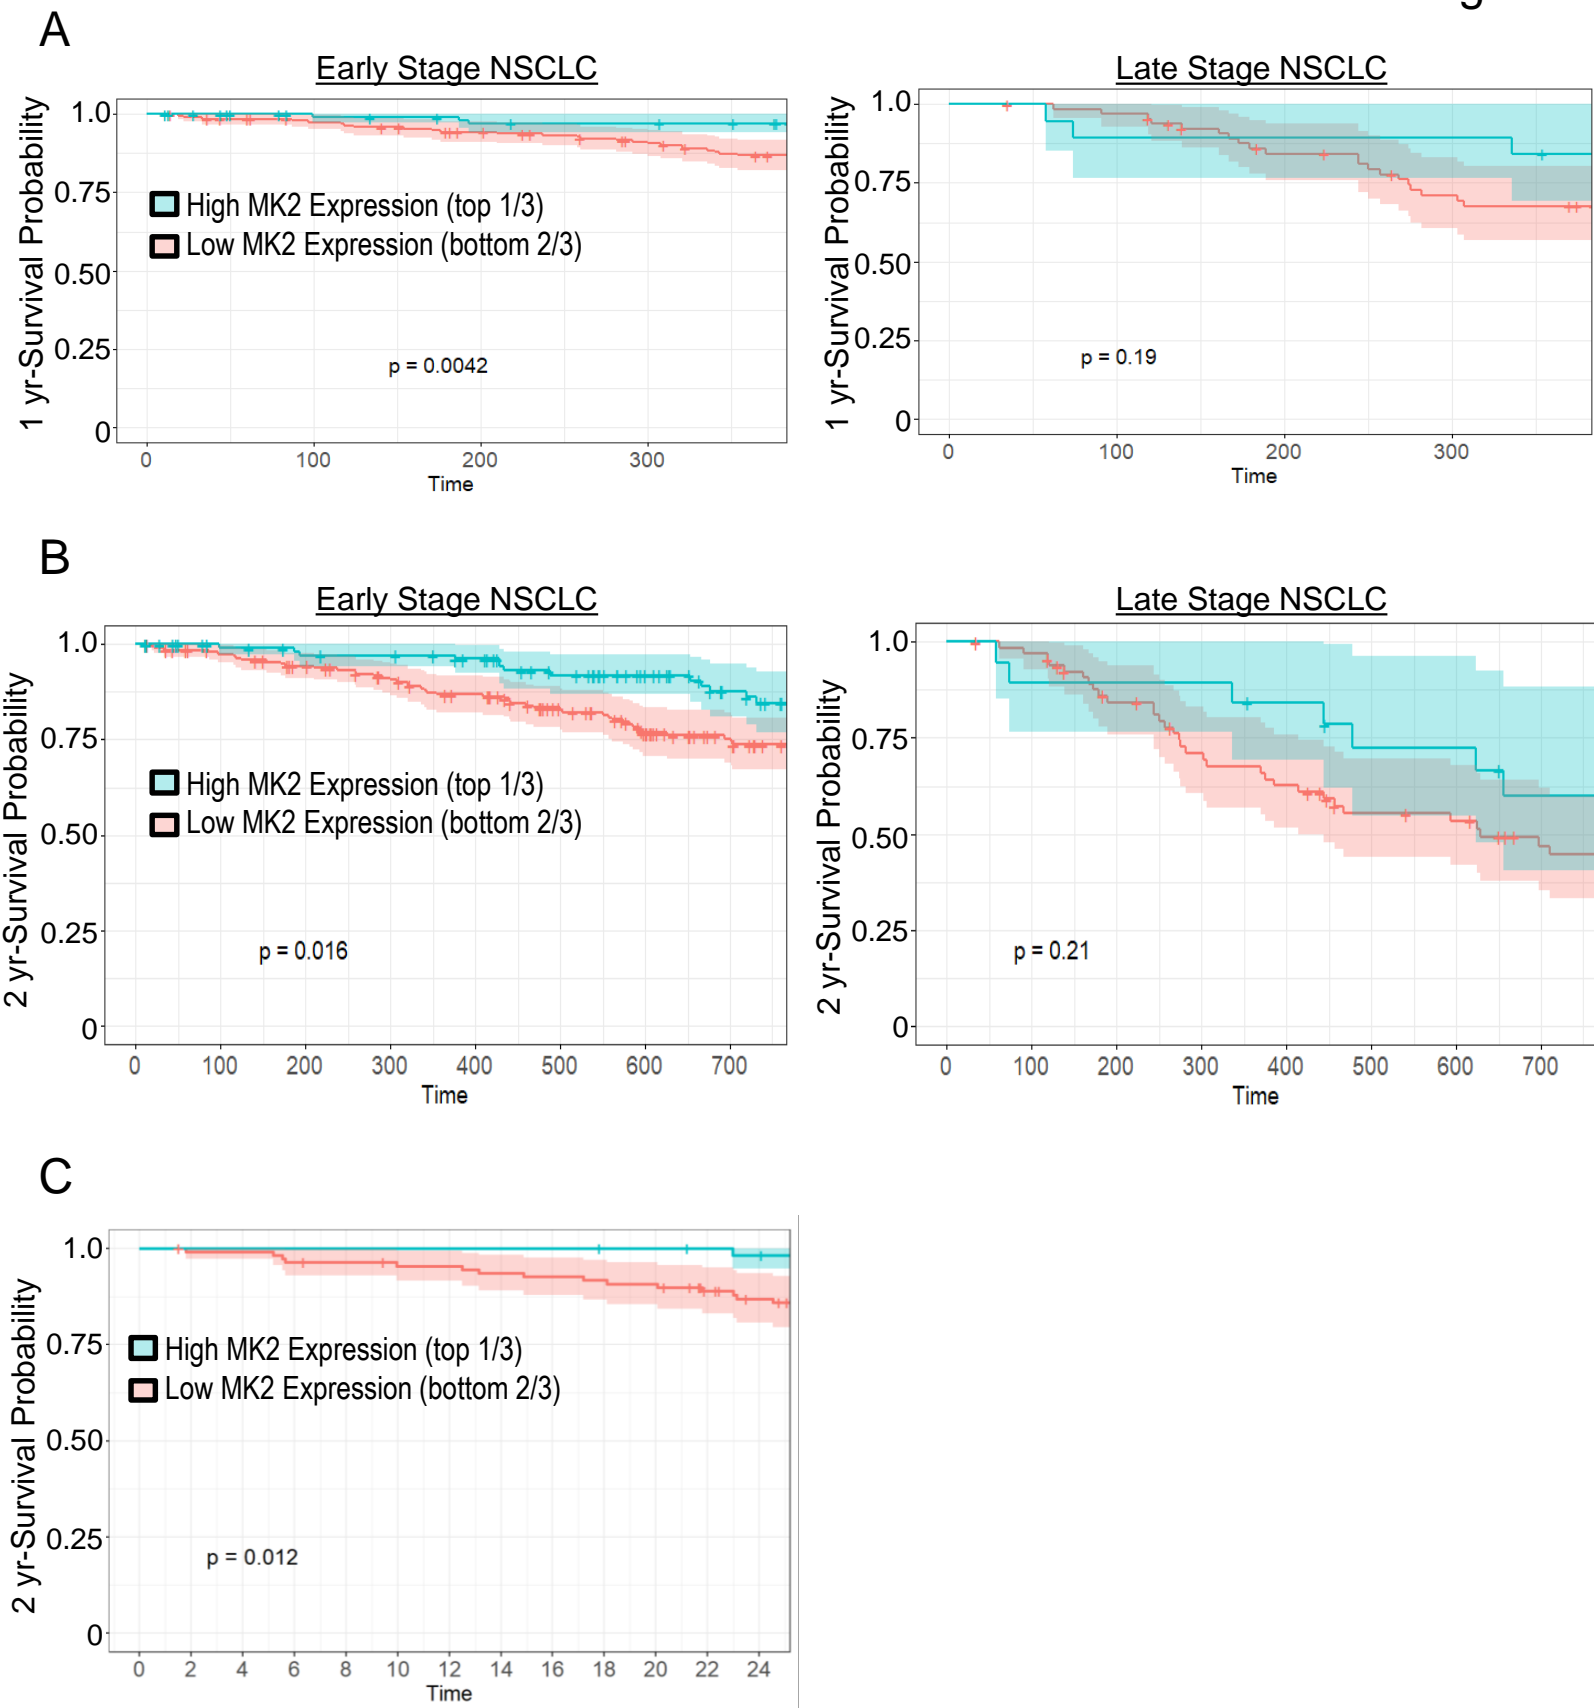 A
Early Stage NSCLC
1 yr-Survival Probability
1.0
0.75
0.50
0.25
0
High MK2 Expression (top 1/3)
Low MK2 Expression (bottom 2/3)
p = 0.0042
0 100 200 300
Time
Late Stage NSCLC
1 yr-Survival Probability
1.0
0.75
0.50
0.25
0
p = 0.19
0 100 200 300
Time
B
Early Stage NSCLC
2 yr-Survival Probability
1.0
0.75
0.50
0.25
0
High MK2 Expression (top 1/3)
Low MK2 Expression (bottom 2/3)
p = 0.016
0 100 200 300 400 500 600 700
Time
Late Stage NSCLC
2 yr-Survival Probability
1.0
0.75
0.50
0.25
0
p = 0.21
0 100 200 300 400 500 600 700
Time
C
2 yr-Survival Probability
1.0
0.75
0.50
0.25
0
High MK2 Expression (top 1/3)
Low MK2 Expression (bottom 2/3)
p = 0.012
0 2 4 6 8 10 12 14 16 18 20 22 24
Time